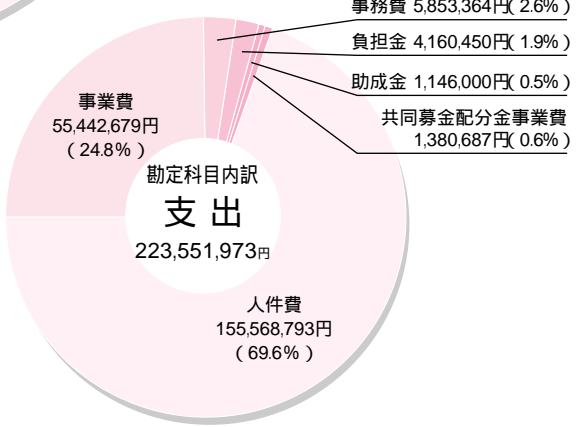 事務費 5,853,364円( 2.6% )
負担金 4,160,450円( 1.9% )
助成金 1,146,000円( 0.5% )
共同募金配分金事業費
1,380,687円( 0.6% )
事業費
55,442,679円
( 24.8% )
勘定科目内訳
支 出
223,551,973円
人件費
155,568,793円
( 69.6% )